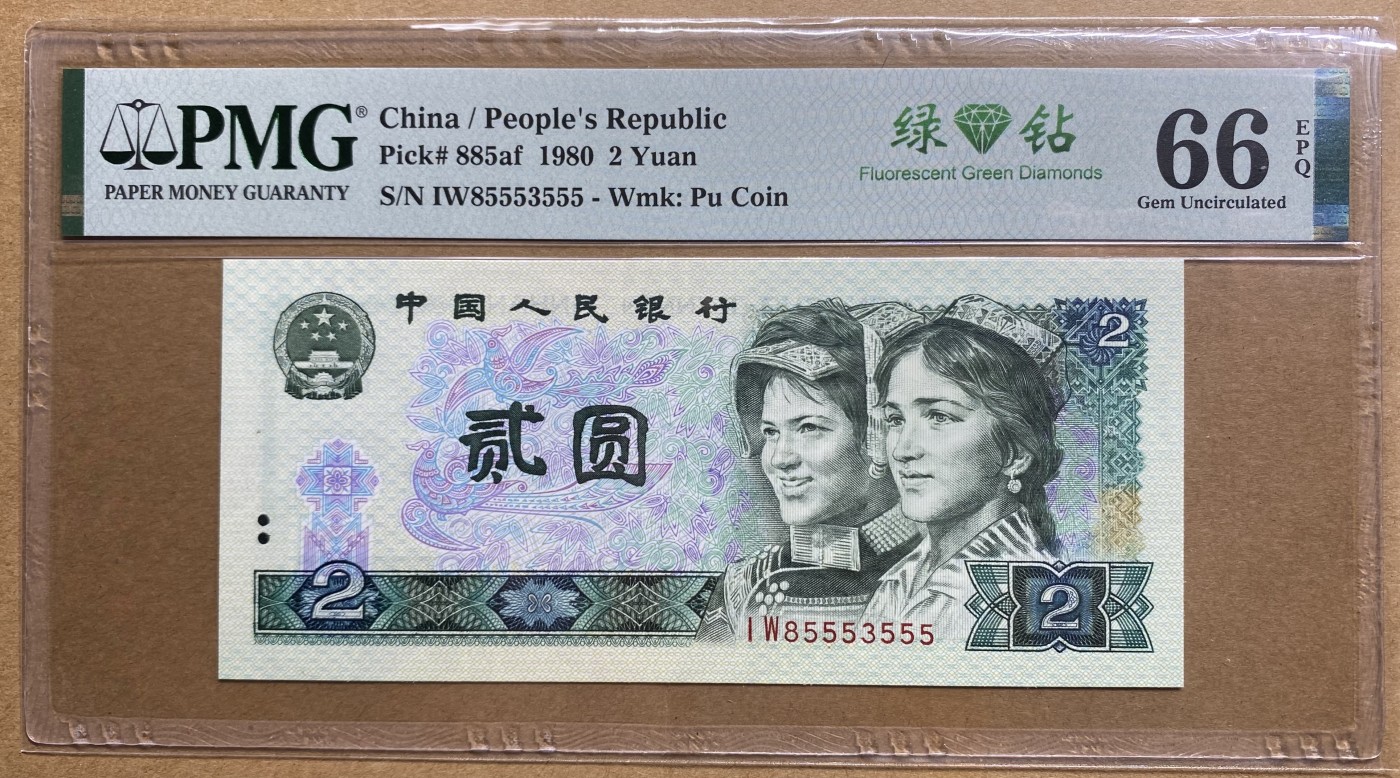 PMG®
PAPER MONEY GUARANTY
China / People's Republic
Pick# 885af 1980 2 Yuan
S/N IW85553555 - Wmk: Pu Coin
绿 钻
Fluorescent Green Diamonds
66
EPQ
Gem Uncirculated
中国人民银行
2
贰圆
2
IW85553555
2